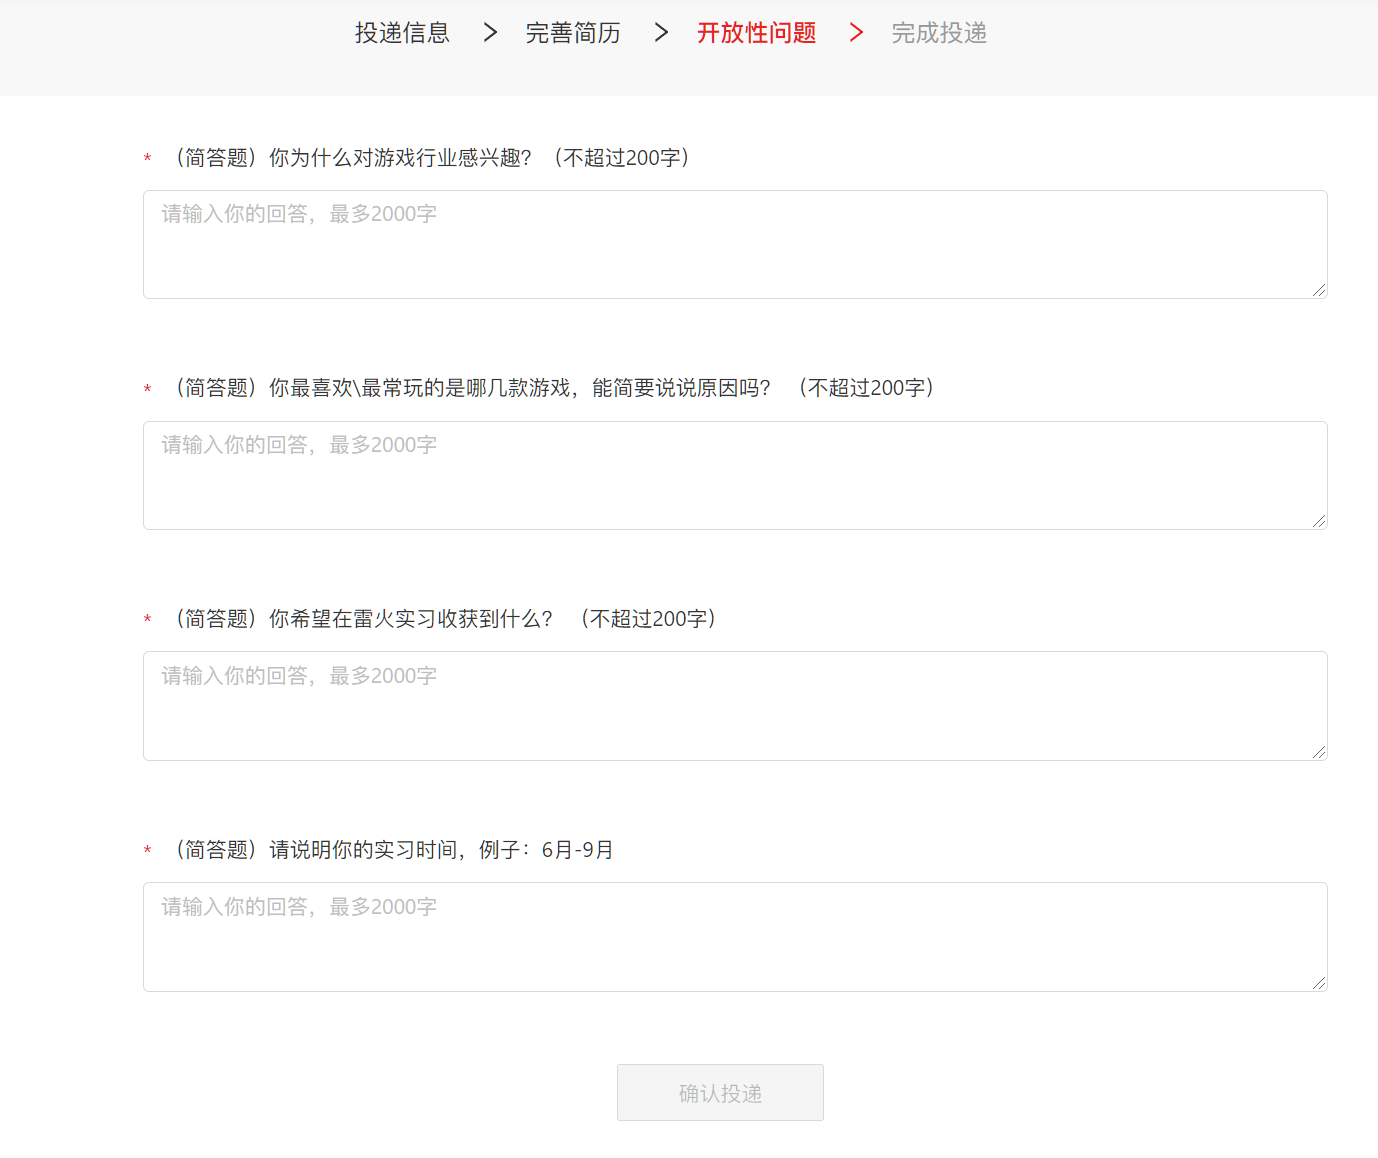 投递信息 > 完善简历 > 开放性问题 > 完成投递
* （简答题）你为什么对游戏行业感兴趣？（不超过200字）
请输入你的回答，最多2000字
* （简答题）你最喜欢\最常玩的是哪几款游戏，能简要说说原因吗？ （不超过200字）
请输入你的回答，最多2000字
* （简答题）你希望在雷火实习收获到什么？ （不超过200字）
请输入你的回答，最多2000字
* （简答题）请说明你的实习时间，例子：6月-9月
请输入你的回答，最多2000字
确认投递